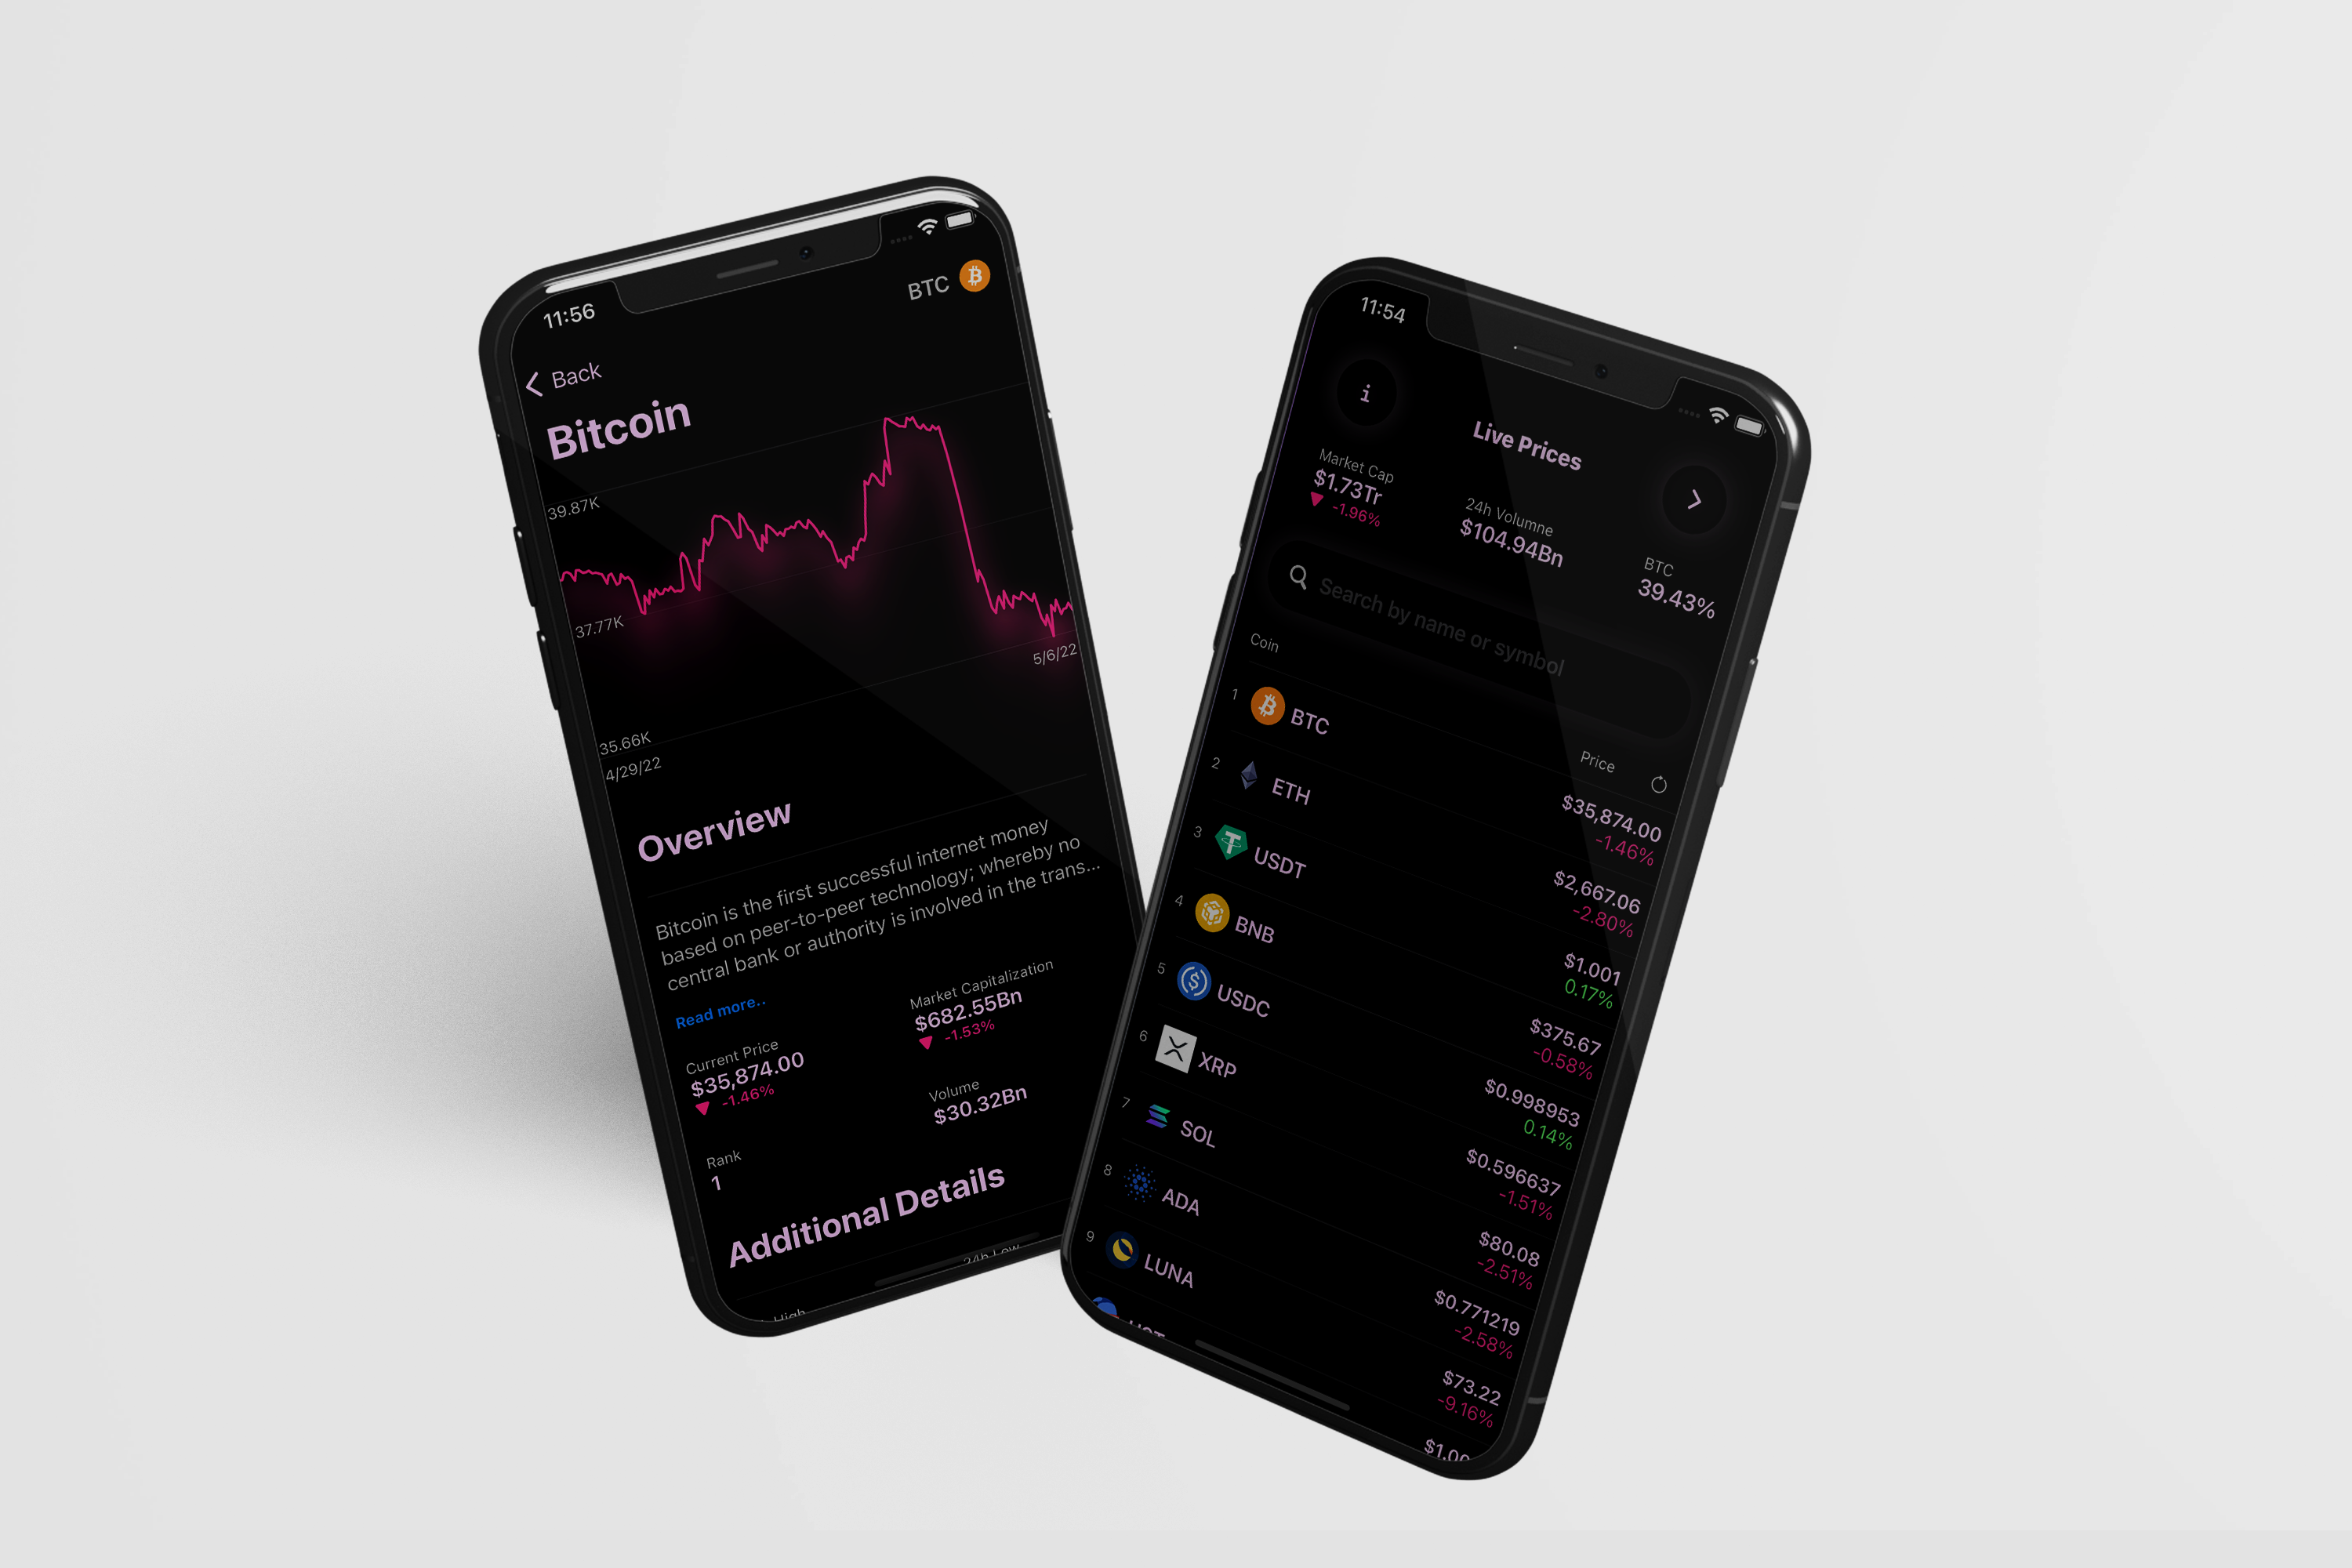 11:56
BTC
Back
Bitcoin
39.87K
37.77K
35.66K
4/29/22
5/6/22
Overview
Bitcoin is the first successful internet money
based on peer-to-peer technology; whereby no
central bank or authority is involved in the trans...
Read more..
Current Price
$35,874.00
-1.46%
Market Capitalization
$682.55Bn
-1.53%
Volume
$30.32Bn
Rank
1
Additional Details
High
24h Low
11:54
i
Live Prices
Market Cap
$1.73Tr
-1.96%
24h Volumne
$104.94Bn
BTC
39.43%
Search by name or symbol
Coin
Price
1 BTC $35,874.00
-1.46%
2 ETH $2,667.06
-2.80%
3 USDT $1.001
0.17%
4 BNB $375.67
-0.58%
5 USDC $0.998953
0.14%
6 XRP $0.596637
-1.51%
7 SOL $80.08
-2.51%
8 ADA $0.771219
-2.58%
9 LUNA $73.22
-9.16%